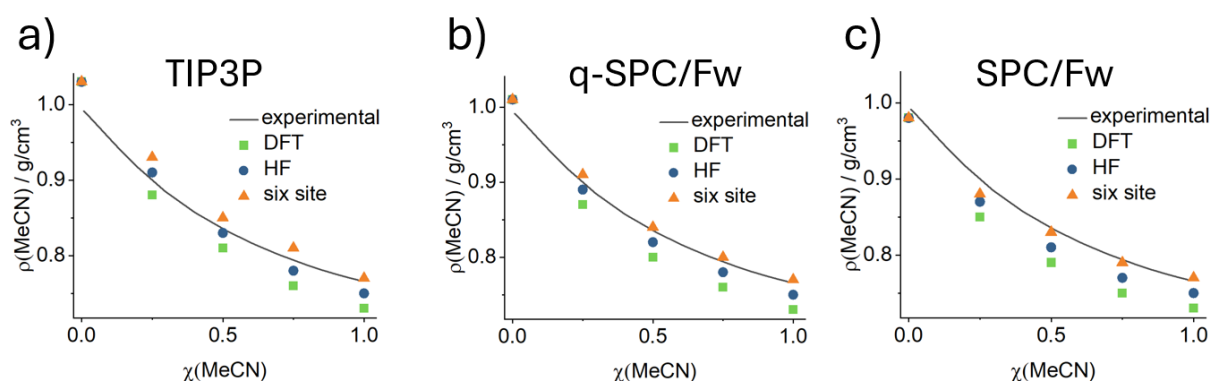 a)
TIP3P
ρ(MeCN) / g/cm³
1.0
0.9
0.8
experimental
DFT
HF
six site
0.0
0.5
1.0
χ(MeCN)
b)
q-SPC/Fw
ρ(MeCN) / g/cm³
1.0
0.9
0.8
experimental
DFT
HF
six site
0.0
0.5
1.0
χ(MeCN)
c)
SPC/Fw
ρ(MeCN) / g/cm³
1.0
0.9
0.8
experimental
DFT
HF
six site
0.0
0.5
1.0
χ(MeCN)